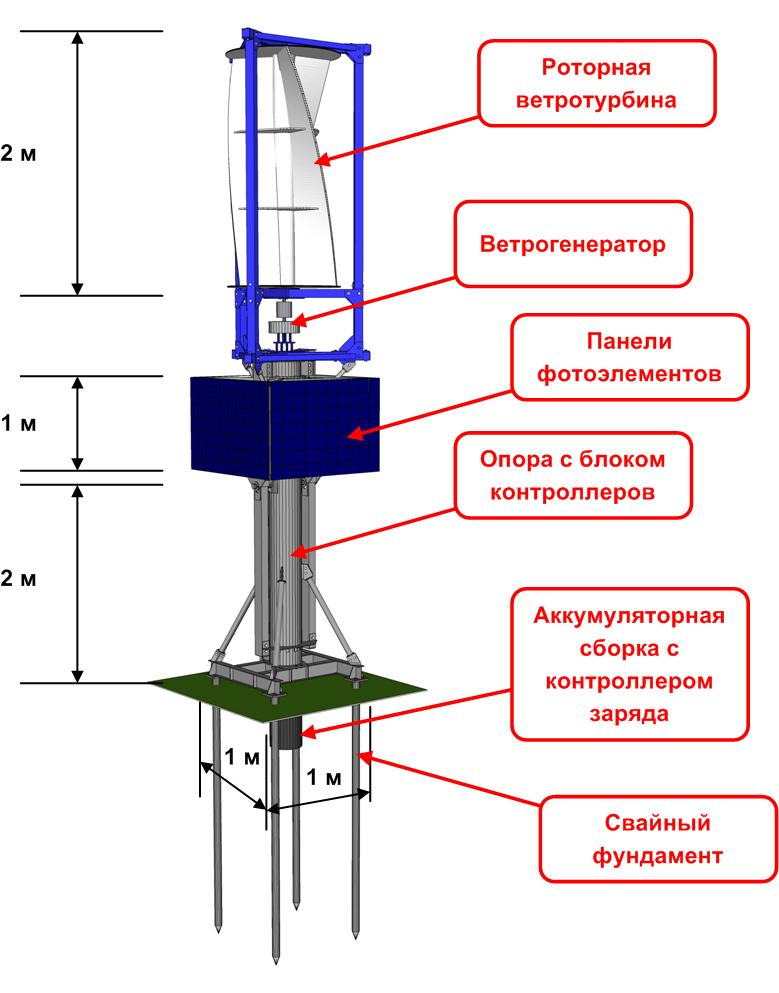 Роторная
ветротурбина
2 м
Ветрогенератор
Панели
фотоэлементов
1 м
Опора с блоком
контроллеров
2 м
Аккумуляторная
сборка с
контроллером
заряда
1 м
1 м
Свайный
фундамент